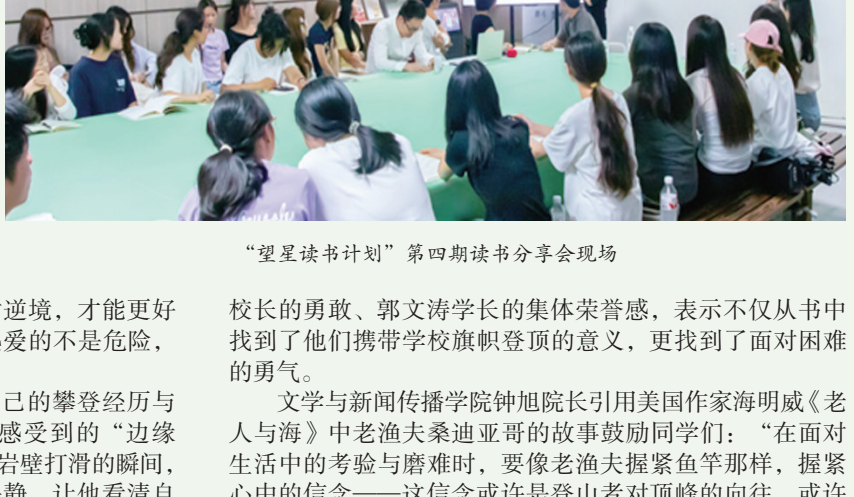 “望星读书计划”第四期读书分享会现场
逆境，才能更好
爱的不是危险，
己的攀登经历与
感受到的“边缘
岩壁打滑的瞬间，
静，让他看清自
校长的勇敢、郭文涛学长的集体荣誉感，表示不仅从书中
找到了他们携带学校旗帜登顶的意义，更找到了面对困难
的勇气。
文学与新闻传播学院钟旭院长引用美国作家海明威《老
人与海》中老渔夫桑迪亚哥的故事鼓励同学们：“在面对
生活中的考验与磨难时，要像老渔夫握紧鱼竿那样，握紧
心中的信念——这信念或许是登山者对顶峰的向往，或许